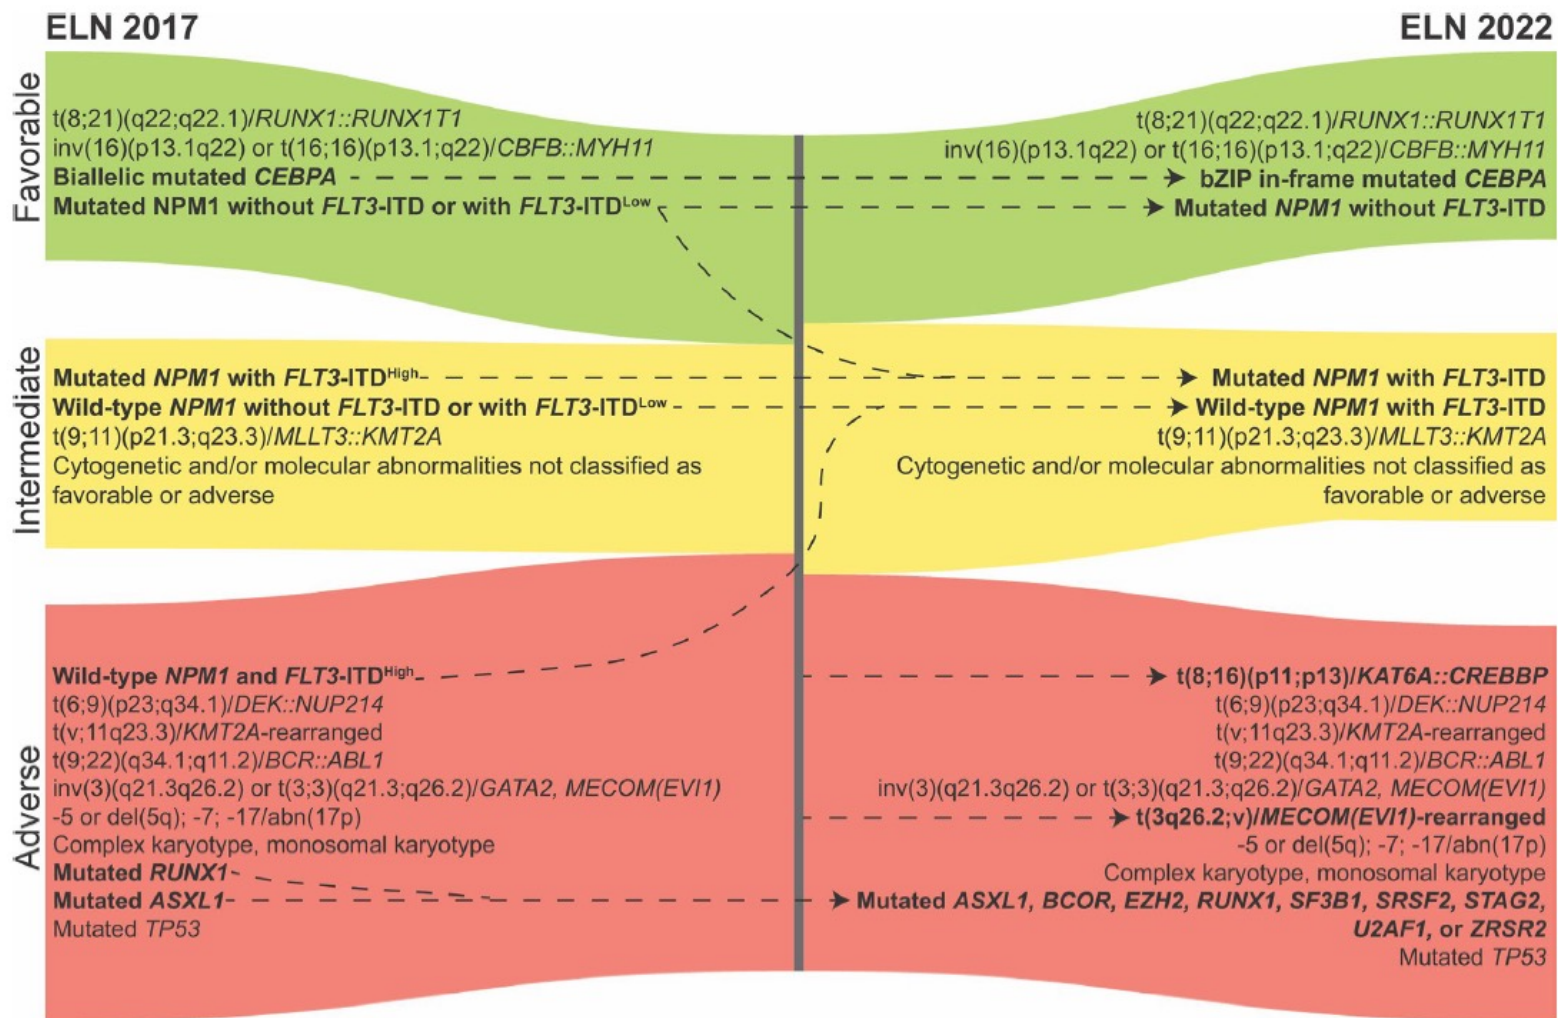 ELN 2017
ELN 2022
Favorable
t(8;21)(q22;q22.1)/RUNX1::RUNX1T1
inv(16)(p13.1q22) or t(16;16)(p13.1;q22)/CBFB::MYH11
Biallelic mutated CEBPA
Mutated NPM1 without FLT3-ITD or with FLT3-ITDLow
t(8;21)(q22;q22.1)/RUNX1::RUNX1T1
inv(16)(p13.1q22) or t(16;16)(p13.1;q22)/CBFB::MYH11
bZIP in-frame mutated CEBPA
Mutated NPM1 without FLT3-ITD
Intermediate
Mutated NPM1 with FLT3-ITDHigh
Wild-type NPM1 without FLT3-ITD or with FLT3-ITDLow
t(9;11)(p21.3;q23.3)/MLLT3::KMT2A
Cytogenetic and/or molecular abnormalities not classified as
favorable or adverse
Mutated NPM1 with FLT3-ITD
Wild-type NPM1 with FLT3-ITD
t(9;11)(p21.3;q23.3)/MLLT3::KMT2A
Cytogenetic and/or molecular abnormalities not classified as
favorable or adverse
Adverse
Wild-type NPM1 and FLT3-ITDHigh
t(6;9)(p23;q34.1)/DEK::NUP214
t(v;11q23.3)/KMT2A-rearranged
t(9;22)(q34.1;q11.2)/BCR::ABL1
inv(3)(q21.3q26.2) or t(3;3)(q21.3;q26.2)/GATA2, MECOM(EVI1)
-5 or del(5q); -7; -17/abn(17p)
Complex karyotype, monosomal karyotype
Mutated RUNX1
Mutated ASXL1
Mutated TP53
t(8;16)(p11;p13)/KAT6A::CREBBP
t(6;9)(p23;q34.1)/DEK::NUP214
t(v;11q23.3)/KMT2A-rearranged
t(9;22)(q34.1;q11.2)/BCR::ABL1
inv(3)(q21.3q26.2) or t(3;3)(q21.3;q26.2)/GATA2, MECOM(EVI1)
t(3q26.2;v)/MECOM(EVI1)-rearranged
-5 or del(5q); -7; -17/abn(17p)
Complex karyotype, monosomal karyotype
Mutated ASXL1, BCOR, EZH2, RUNX1, SF3B1, SRSF2, STAG2,
U2AF1, or ZRSR2
Mutated TP53